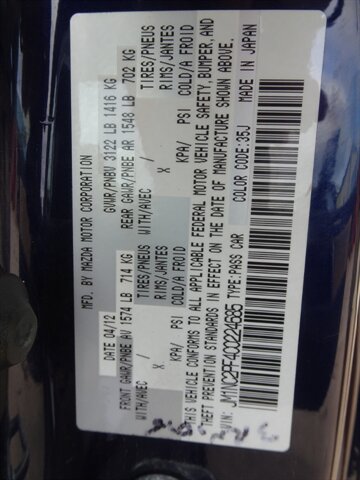 MFD. BY MAZDA MOTOR CORPORATION
DATE 04/12 GVWR/PNBV 3122 LB 1416 KG
FRONT GAWR/PNBE AV 1574 LB 714 KG REAR GAWR/PNBE AR 1548 LB 702 KG
WITH/AVEC / TIRES/PNEUS WITH/AVEC / TIRES/PNEUS
X RIMS/JANTES X RIMS/JANTES
KPA/ PSI COLD/A FROID KPA/ PSI COLD/A FROID
THIS VEHICLE CONFORMS TO ALL APPLICABLE FEDERAL MOTOR VEHICLE SAFETY, BUMPER, AND
THEFT PREVENTION STANDARDS IN EFFECT ON THE DATE OF MANUFACTURE SHOWN ABOVE.
VIN: JM1NC2PF4C0224695 TYPE:PASS CAR COLOR CODE:35J MADE IN JAPAN